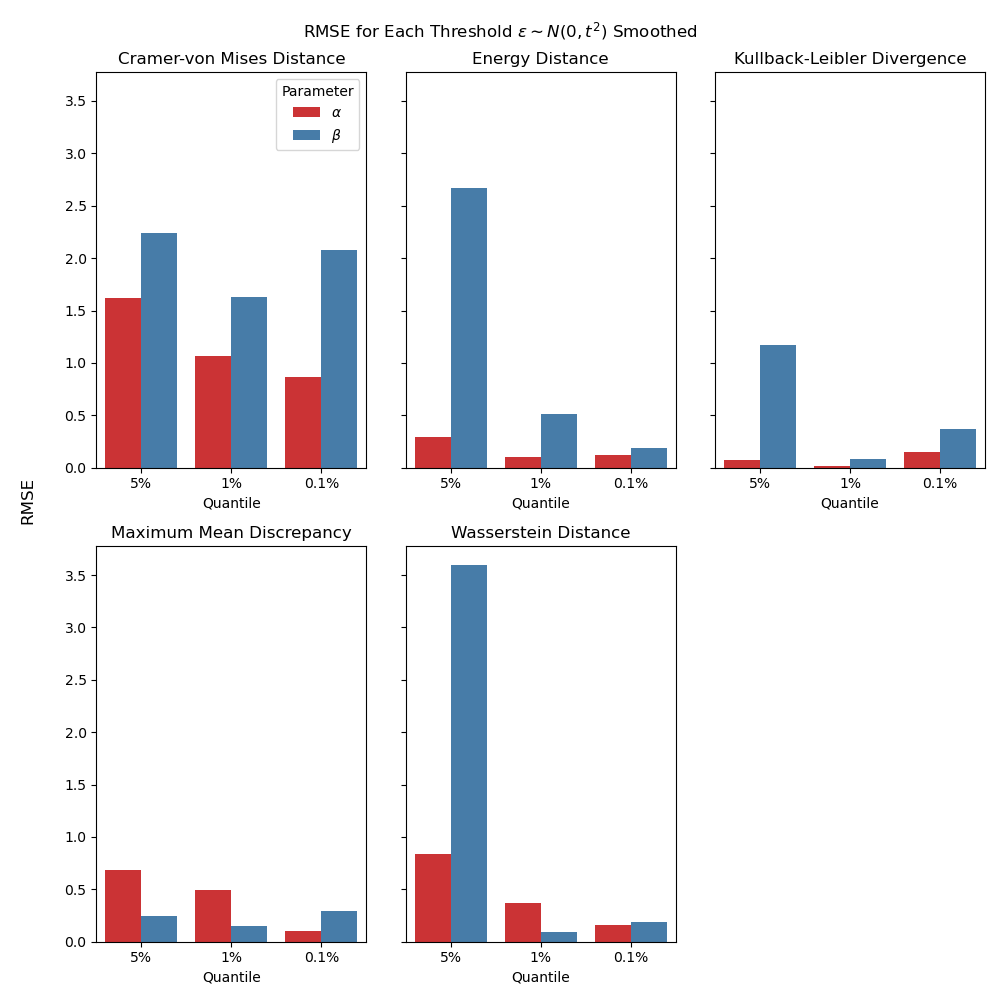 RMSE for Each Threshold ε ~ N(0, t²) Smoothed
Cramer-von Mises Distance
Energy Distance
Kullback-Leibler Divergence
Parameter
α
β
3.5
3.0
2.5
2.0
1.5
1.0
0.5
0.0
5%
1%
0.1%
Quantile
5%
1%
0.1%
Quantile
5%
1%
0.1%
Quantile
RMSE
Maximum Mean Discrepancy
Wasserstein Distance
3.5
3.0
2.5
2.0
1.5
1.0
0.5
0.0
5%
1%
0.1%
Quantile
5%
1%
0.1%
Quantile